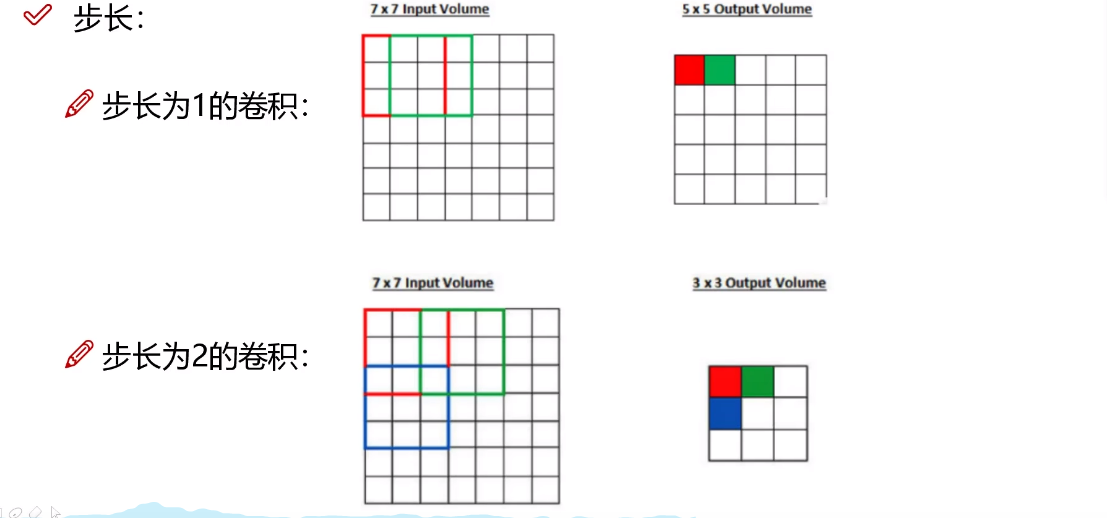 步长：
7 x 7 Input Volume
5 x 5 Output Volume
步长为1的卷积：
7 x 7 Input Volume
3 x 3 Output Volume
步长为2的卷积：